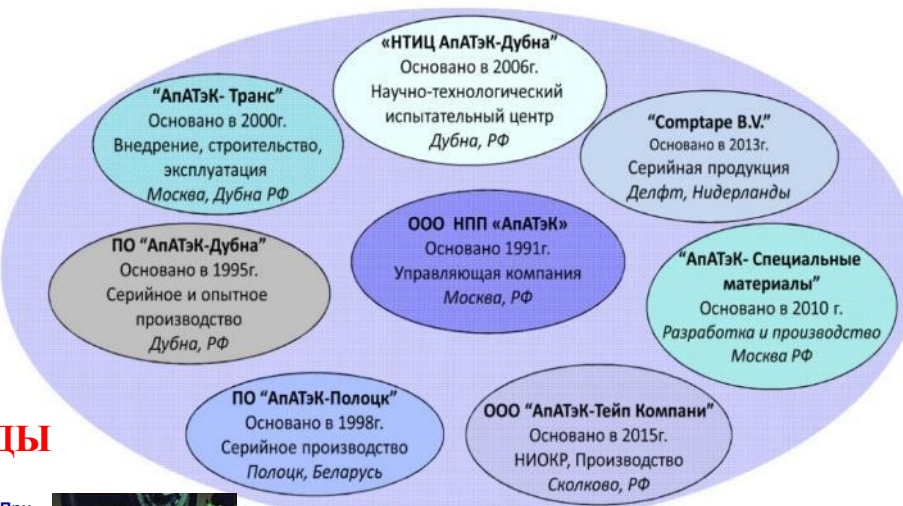 «НТИЦ АпАТэК-Дубна”
Основано в 2006г.
Научно-технологический
испытательный центр
Дубна, РФ
“АпАТэК- Транс”
Основано в 2000г.
Внедрение, строительство,
эксплуатация
Москва, Дубна РФ
“Comptape B.V.”
Основано в 2013г.
Серийная продукция
Делфт, Нидерланды
ООО НПП «АпАТэК»
Основано 1991г.
Управляющая компания
Москва, РФ
ПО “АпАТэК-Дубна”
Основано в 1995г.
Серийное и опытное
производство
Дубна, РФ
“АпАТэК- Специальные
материалы”
Основано в 2010 г.
Разработка и производство
Москва РФ
ПО “АпАТэК-Полоцк”
Основано в 1998г.
Серийное производство
Полоцк, Беларусь
ООО “АпАТэК-Тейп Компани”
Основано в 2015г.
НИОКР, Производство
Сколково, РФ
ДЫ